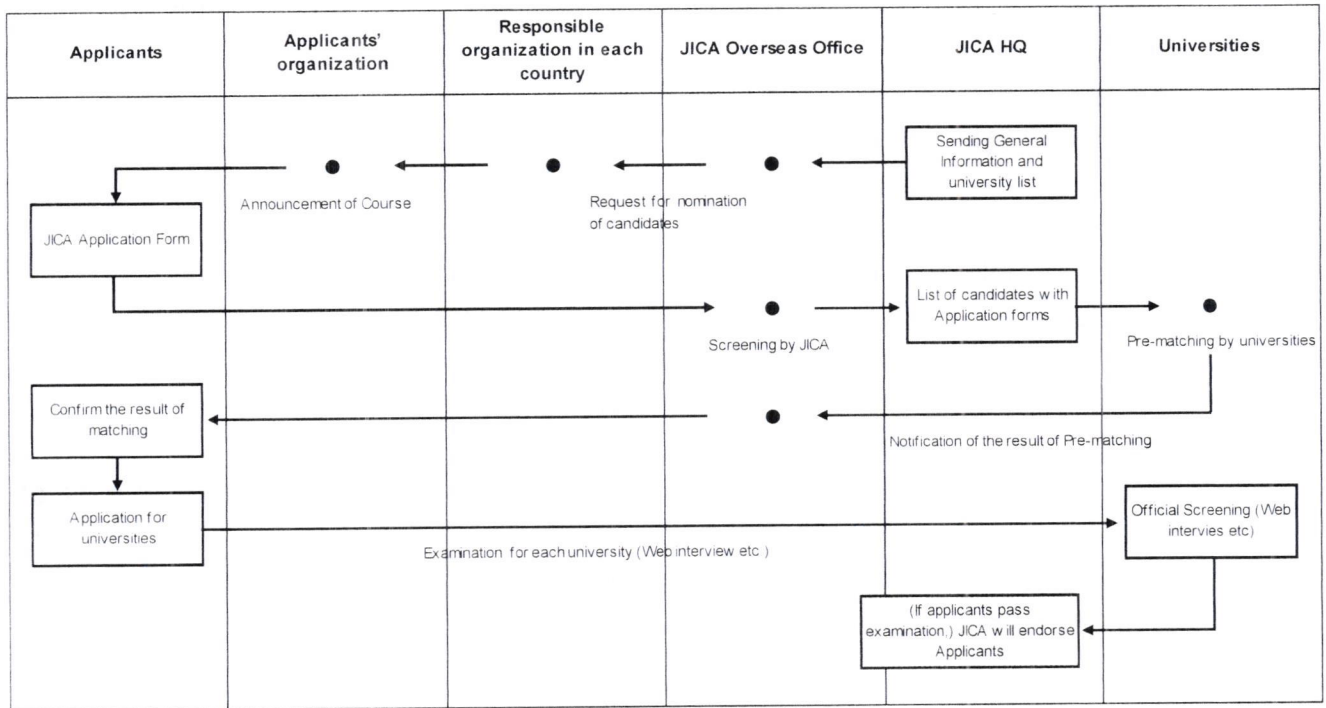 Applicants
Applicants'
organization
Responsible
organization in each
country
JICA Overseas Office
JICA HQ
Universities
Sending General
Information and
university list
Announcement of Course
Request for nomination
of candidates
JICA Application Form
List of candidates with
Application forms
Screening by JICA
Pre-matching by universities
Confirm the result of
matching
Notification of the result of Pre-matching
Application for
universities
Official Screening (Web
intervies etc)
Examination for each university (Web interview etc )
(If applicants pass
examination,) JICA will endorse
Applicants